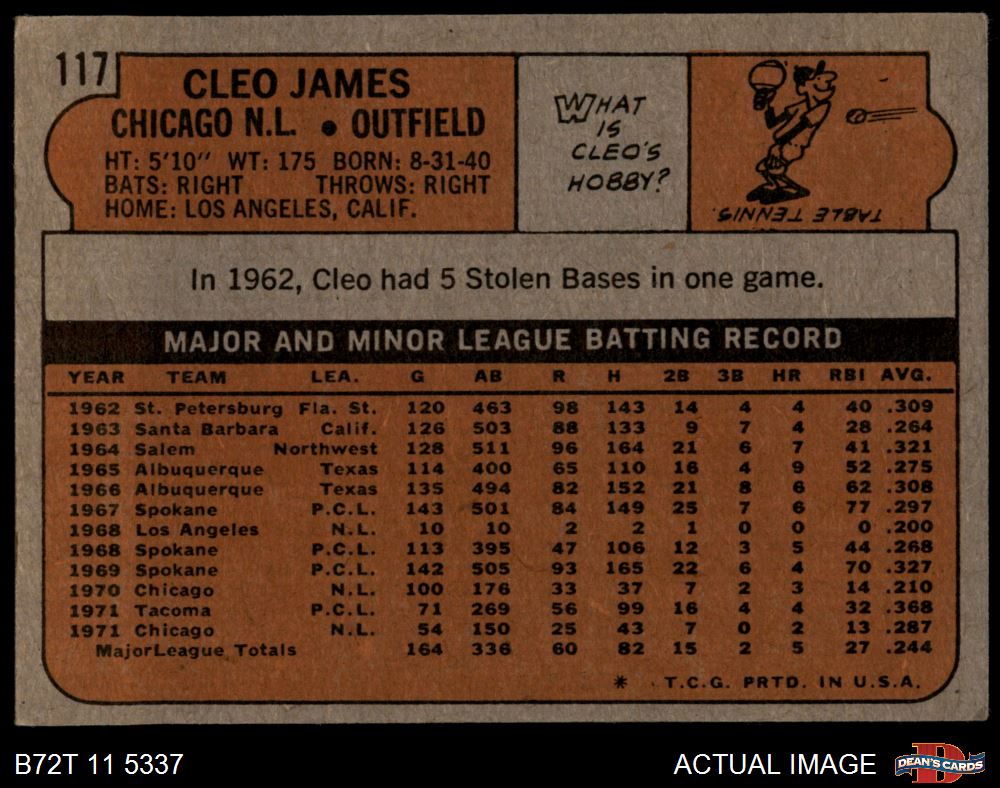 117
CLEO JAMES
CHICAGO N.L. • OUTFIELD
HT: 5'10" WT: 175 BORN: 8-31-40
BATS: RIGHT THROWS: RIGHT
HOME: LOS ANGELES, CALIF.
WHAT
IS
CLEO'S
HOBBY?
TABLE TENNIS.
In 1962, Cleo had 5 Stolen Bases in one game.
MAJOR AND MINOR LEAGUE BATTING RECORD
YEAR TEAM LEA. G AB R H 2B 3B HR RBI AVG.
1962 St. Petersburg Fla. St. 120 463 98 143 14 4 4 40 .309
1963 Santa Barbara Calif. 126 503 88 133 9 7 4 28 .264
1964 Salem Northwest 128 511 96 164 21 6 7 41 .321
1965 Albuquerque Texas 114 400 65 110 16 4 9 52 .275
1966 Albuquerque Texas 135 494 82 152 21 8 6 62 .308
1967 Spokane P.C.L. 143 501 84 149 25 7 6 77 .297
1968 Los Angeles N.L. 10 10 2 2 1 0 0 0 .200
1968 Spokane P.C.L. 113 395 47 106 12 3 5 44 .268
1969 Spokane P.C.L. 142 505 93 165 22 6 4 70 .327
1970 Chicago N.L. 100 176 33 37 7 2 3 14 .210
1971 Tacoma P.C.L. 71 269 56 99 16 4 4 32 .368
1971 Chicago N.L. 54 150 25 43 7 0 2 13 .287
MajorLeague Totals 164 336 60 82 15 2 5 27 .244
* T.C.G. PRTD. IN U.S.A.
B72T 11 5337
ACTUAL IMAGE
DEAN'S CARDS